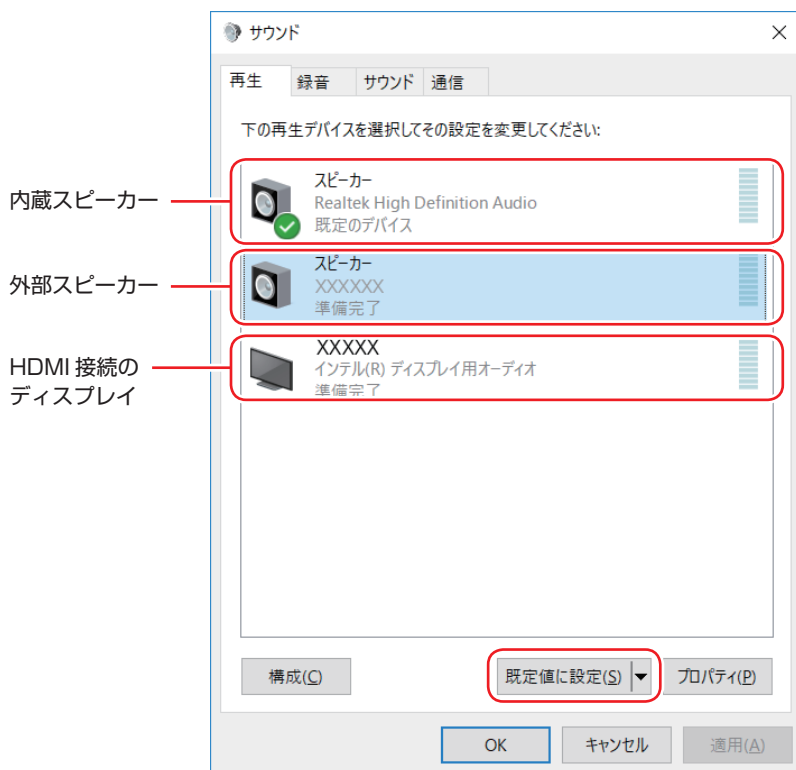 サウンド
再生 録音 サウンド 通信
下の再生デバイスを選択してその設定を変更してください:
内蔵スピーカー
スピーカー
Realtek High Definition Audio
既定のデバイス
外部スピーカー
スピーカー
XXXXXX
準備完了
HDMI 接続の
ディスプレイ
XXXXX
インテル(R) ディスプレイ用オーディオ
準備完了
構成(C) 既定値に設定(S) プロパティ(P)
OK キャンセル 適用(A)